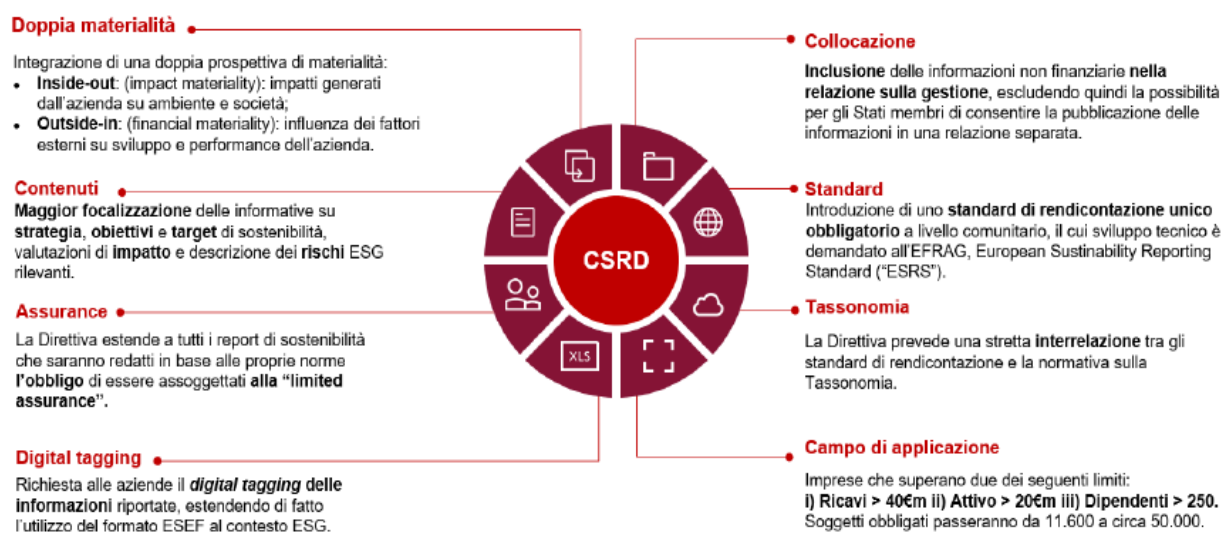 Doppia materialità
Integrazione di una doppia prospettiva di materialità:
• Inside-out: (impact materiality): impatti generati
dall'azienda su ambiente e società;
• Outside-in: (financial materiality): influenza dei fattori
esterni su sviluppo e performance dell'azienda.
Contenuti
Maggior focalizzazione delle informative su
strategia, obiettivi e target di sostenibilità,
valutazioni di impatto e descrizione dei rischi ESG
rilevanti.
Assurance
La Direttiva estende a tutti i report di sostenibilità
che saranno redatti in base alle proprie norme
l'obbligo di essere assoggettati alla “limited
assurance”.
Digital tagging
Richiesta alle aziende il digital tagging delle
informazioni riportate, estendendo di fatto
l'utilizzo del formato ESEF al contesto ESG.
CSRD
XLS
Collocazione
Inclusione delle informazioni non finanziarie nella
relazione sulla gestione, escludendo quindi la possibilità
per gli Stati membri di consentire la pubblicazione delle
informazioni in una relazione separata.
Standard
Introduzione di uno standard di rendicontazione unico
obbligatorio a livello comunitario, il cui sviluppo tecnico è
demandato all'EFRAG, European Sustinability Reporting
Standard (“ESRS”).
Tassonomia
La Direttiva prevede una stretta interrelazione tra gli
standard di rendicontazione e la normativa sulla
Tassonomia.
Campo di applicazione
Imprese che superano due dei seguenti limiti:
i) Ricavi > 40€m ii) Attivo > 20€m iii) Dipendenti > 250.
Soggetti obbligati passeranno da 11.600 a circa 50.000.